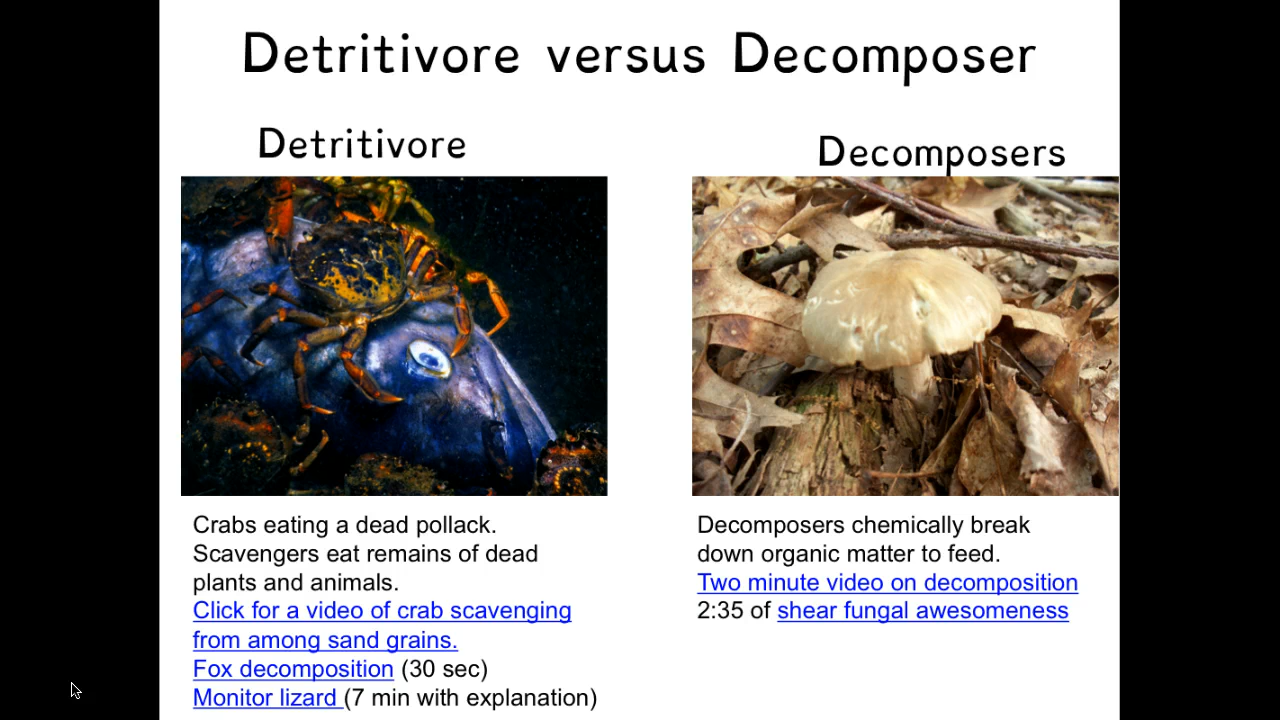 Detritivore versus Decomposer
Detritivore
Crabs eating a dead pollack.
Scavengers eat remains of dead
plants and animals.
Click for a video of crab scavenging
from among sand grains.
Fox decomposition (30 sec)
Monitor lizard (7 min with explanation)
Decomposers
Decomposers chemically break
down organic matter to feed.
Two minute video on decomposition
2:35 of shear fungal awesomeness